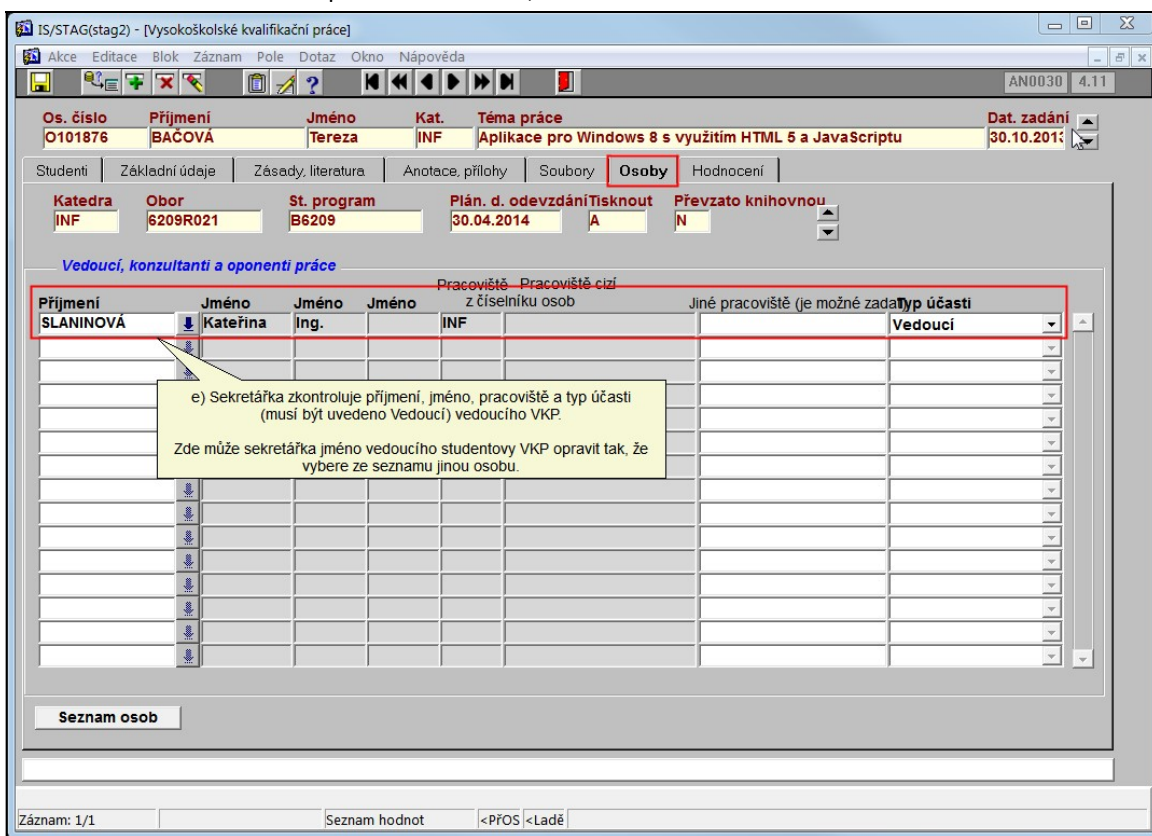 IS/STAG(stag2) - [Vysokoškolské kvalifikační práce]
Akce Editace Blok Záznam Pole Dotaz Okno Nápověda
AN0030 4.11
Os. číslo Příjmení Jméno Kat. Téma práce Dat. zadání
O101876 BAČOVÁ Tereza INF Aplikace pro Windows 8 s využitím HTML 5 a JavaScriptu 30.10.2013
Studenti Základní údaje Zásady, literatura Anotace, přílohy Soubory Osoby Hodnocení
Katedra Obor St. program Plán. d. odevzdání Tisknout Převzato knihovnou
INF 6209R021 B6209 30.04.2014 A N
Vedoucí, konzultanti a oponenti práce
Pracoviště Pracoviště cizí
Příjmení Jméno Jméno Jméno z číselníku osob Jiné pracoviště (je možné zadat) Typ účasti
SLANINOVÁ Kateřina Ing. INF Vedoucí
e) Sekretářka zkontroluje příjmení, jméno, pracoviště a typ účasti
(musí být uvedeno Vedoucí) vedoucího VKP.
Zde může sekretářka jméno vedoucího studentovy VKP opravit tak, že
vybere ze seznamu jinou osobu.
Seznam osob
Záznam: 1/1 Seznam hodnot <PřOS <Ladě